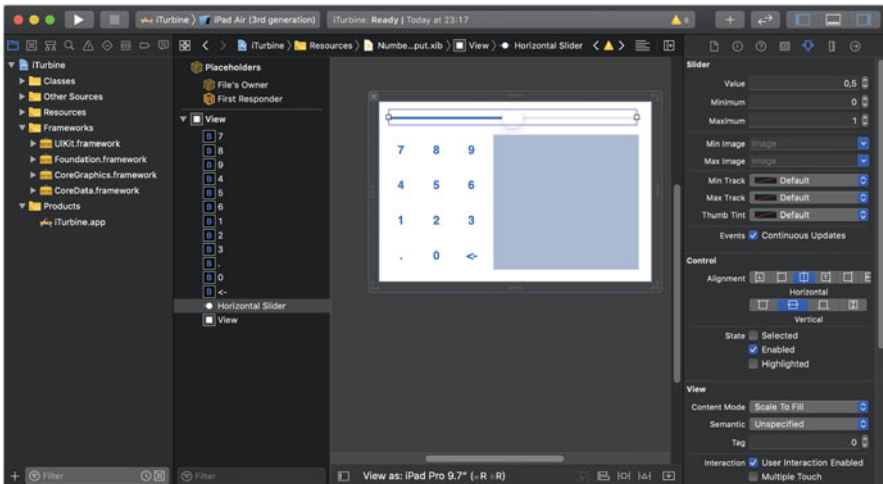 iTurbine 〉 iPad Air (3rd generation)
iTurbine: Ready | Today at 23:17
6
iTurbine 〉 Resources 〉 Numbe...put.xib 〉 View 〉 Horizontal Slider
iTurbine
Classes
Other Sources
Resources
Frameworks
UIKit.framework
Foundation.framework
CoreGraphics.framework
CoreData.framework
Products
iTurbine.app
Filter
Placeholders
File's Owner
First Responder
View
B 7
B 8
B 9
B 4
B 5
B 6
B 1
B 2
B 3
B .
B 0
B <-
Horizontal Slider
View
Filter
7 8 9
4 5 6
1 2 3
. 0 <-
View as: iPad Pro 9.7" (wR hR)
Slider
Value 0,5
Minimum 0
Maximum 1
Min Image Image
Max Image Image
Min Track Default
Max Track Default
Thumb Tint Default
Events Continuous Updates
Control
Alignment
Horizontal
Vertical
State Selected
Enabled
Highlighted
View
Content Mode Scale To Fill
Semantic Unspecified
Tag 0
Interaction User Interaction Enabled
Multiple Touch